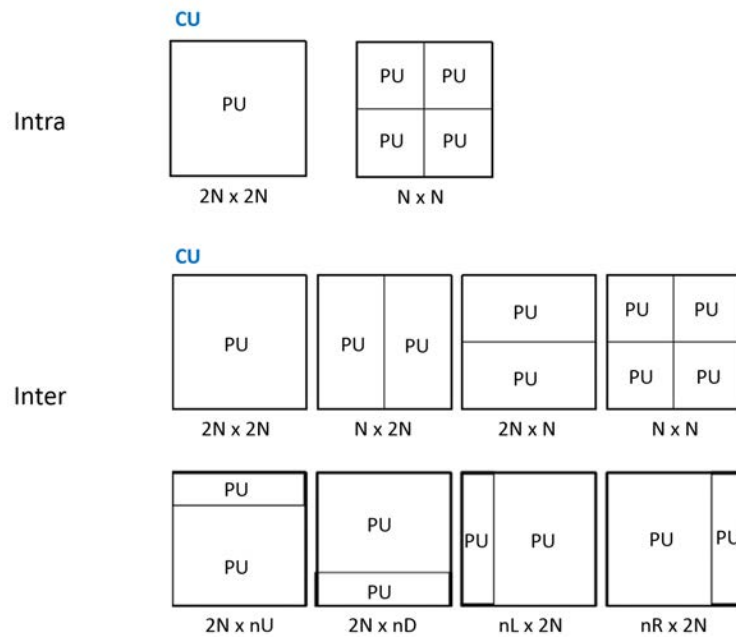 CU
PU
PU PU
Intra
PU PU
2N x 2N N x N
CU
PU
PU PU PU PU PU
PU PU PU
Inter
2N x 2N N x 2N 2N x N N x N
PU
PU PU PU PU PU
PU
PU
2N x nU 2N x nD nL x 2N nR x 2N